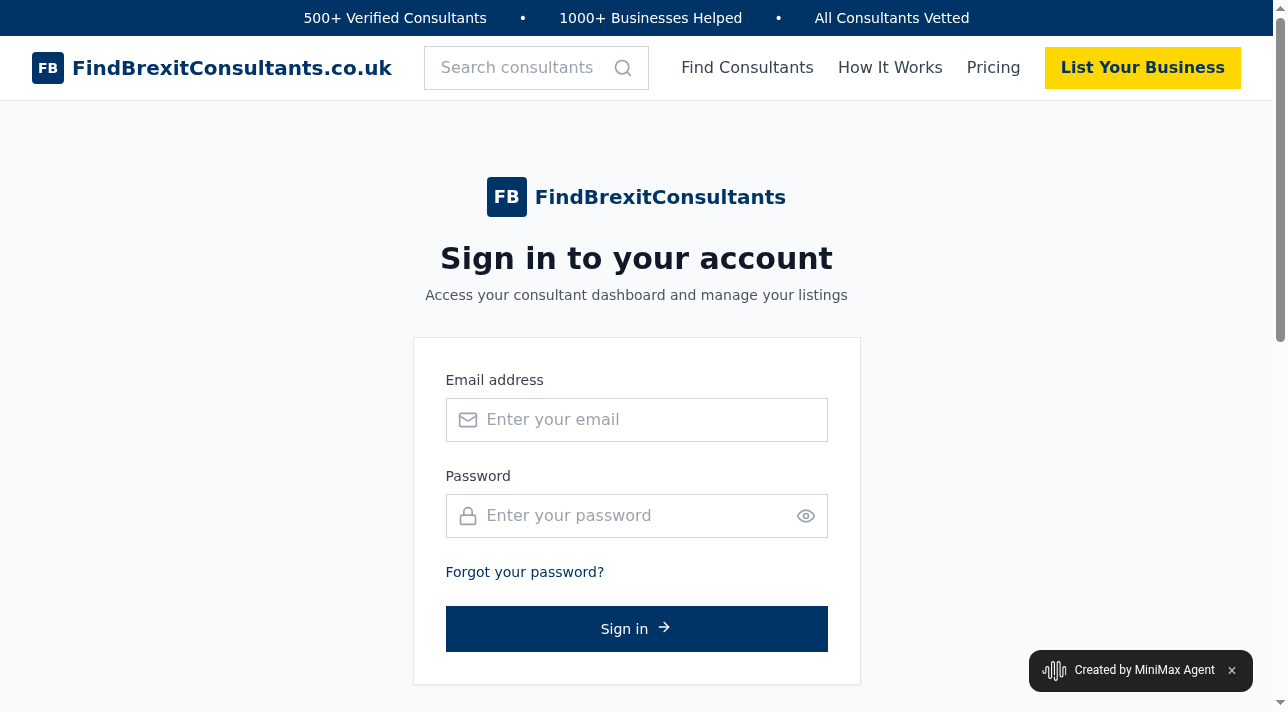 500+ Verified Consultants • 1000+ Businesses Helped • All Consultants Vetted
FB FindBrexitConsultants.co.uk Search consultants Find Consultants How It Works Pricing List Your Business
FB FindBrexitConsultants
Sign in to your account
Access your consultant dashboard and manage your listings
Email address
Enter your email
Password
Enter your password
Forgot your password?
Sign in →
Created by MiniMax Agent ×